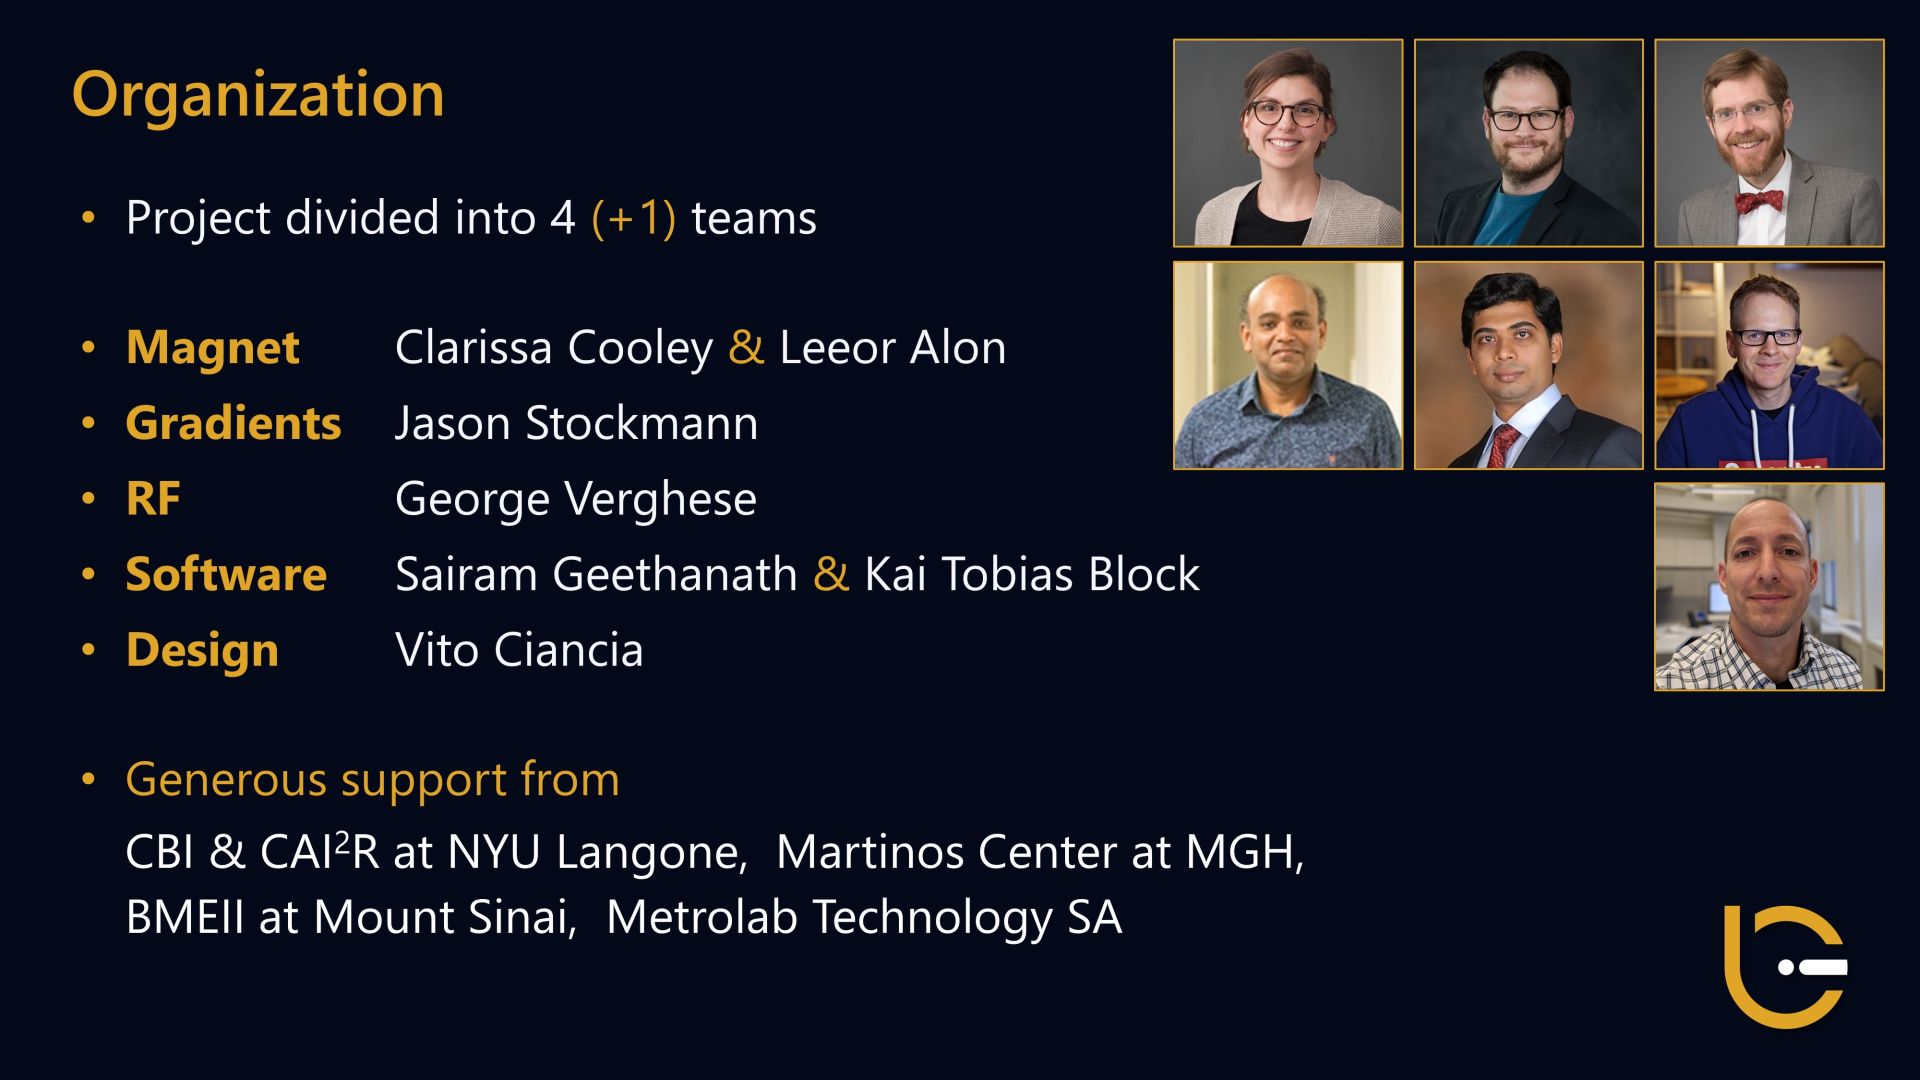 Organization
• Project divided into 4 (+1) teams
• Magnet Clarissa Cooley & Leeor Alon
• Gradients Jason Stockmann
• RF George Verghese
• Software Sairam Geethanath & Kai Tobias Block
• Design Vito Ciancia
• Generous support from
CBI & CAI²R at NYU Langone, Martinos Center at MGH,
BMEII at Mount Sinai, Metrolab Technology SA